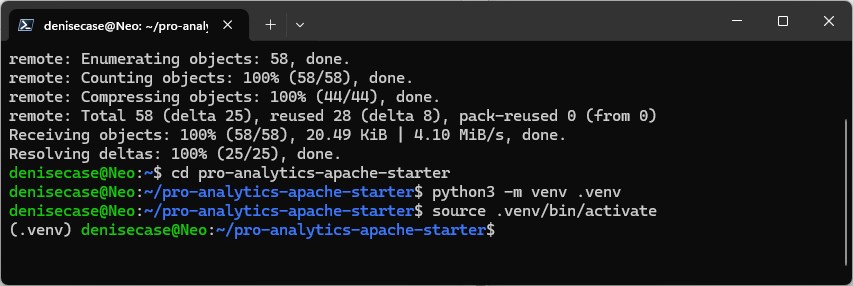 denisecase@Neo: ~/pro-analy
remote: Enumerating objects: 58, done.
remote: Counting objects: 100% (58/58), done.
remote: Compressing objects: 100% (44/44), done.
remote: Total 58 (delta 25), reused 28 (delta 8), pack-reused 0 (from 0)
Receiving objects: 100% (58/58), 20.49 KiB | 4.10 MiB/s, done.
Resolving deltas: 100% (25/25), done.
denisecase@Neo:~$ cd pro-analytics-apache-starter
denisecase@Neo:~/pro-analytics-apache-starter$ python3 -m venv .venv
denisecase@Neo:~/pro-analytics-apache-starter$ source .venv/bin/activate
(.venv) denisecase@Neo:~/pro-analytics-apache-starter$